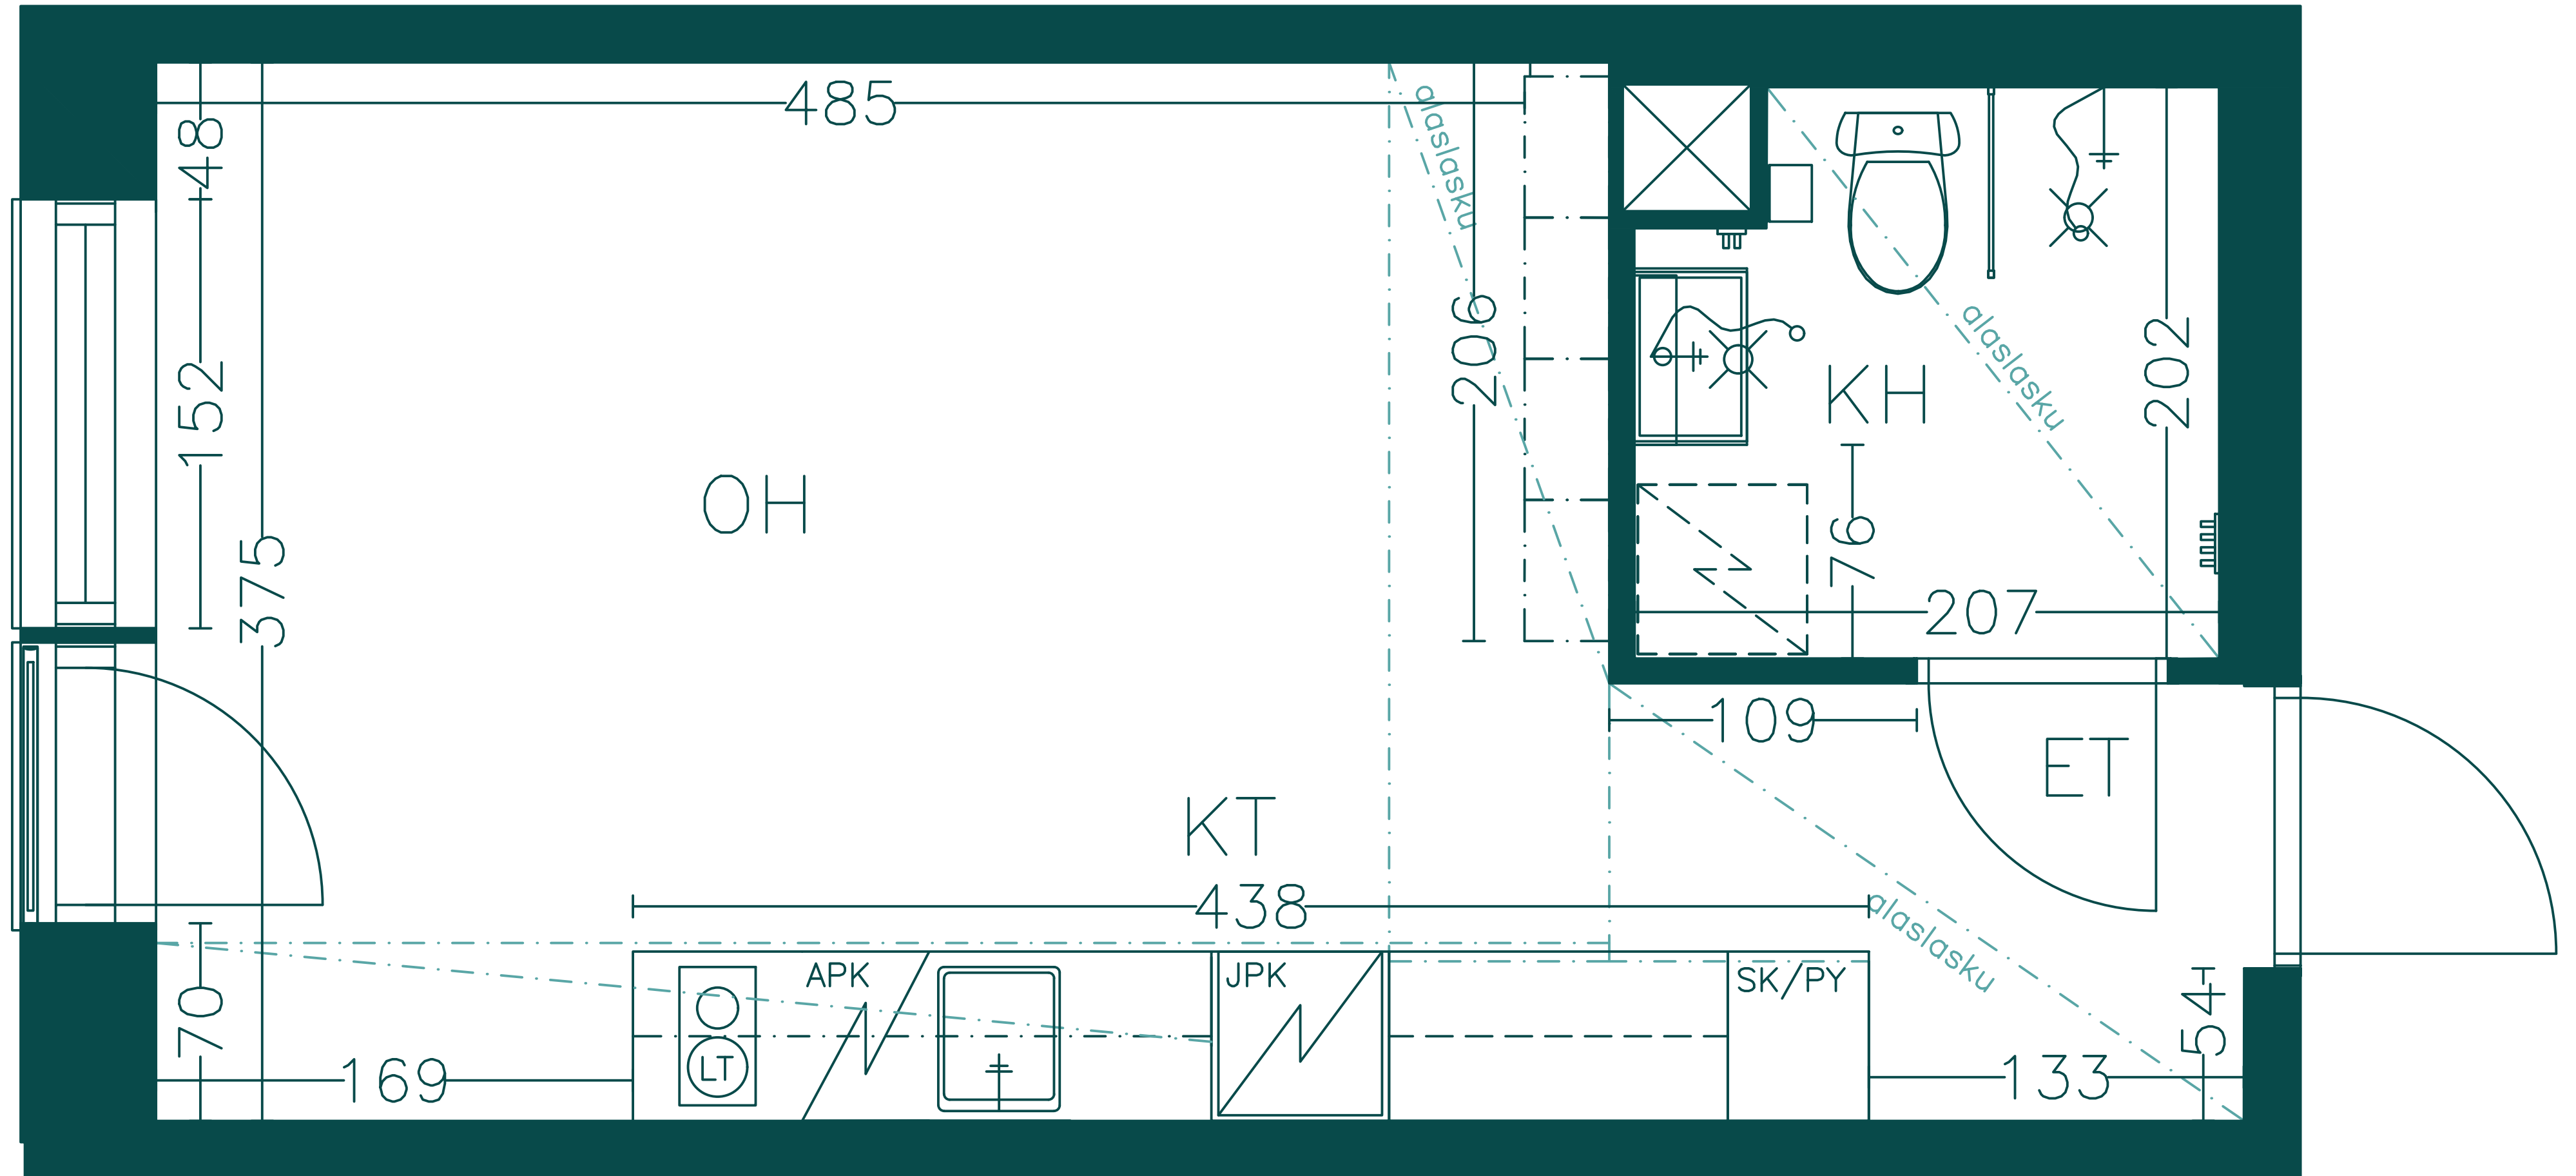 485
alaslasku
48
206
152
202
alaslasku
KH
OH
76
375
207
109
ET
KT
438
alaslasku
APK
JPK
SK/PY
70
54
LT
169
133